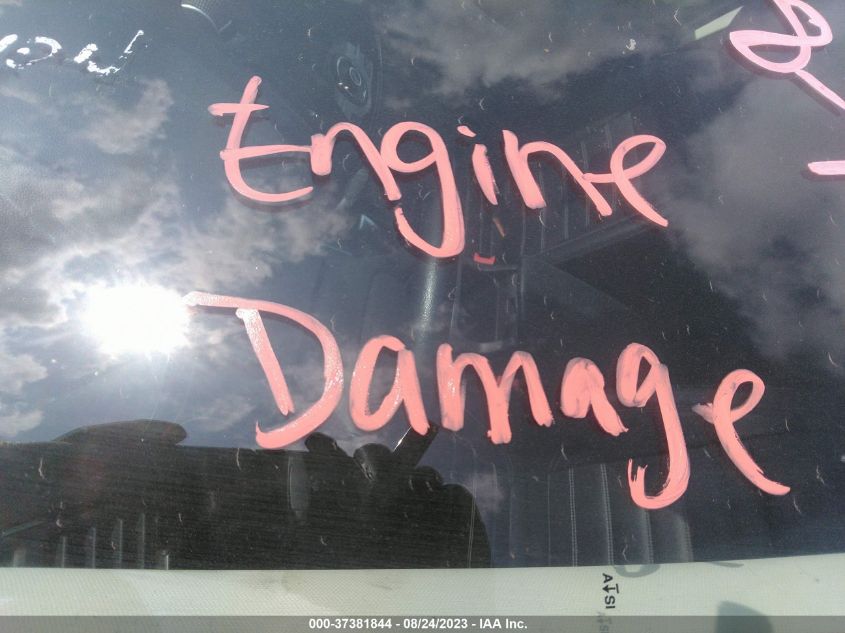 Engine
Damage
000-37381844 - 08/24/2023 - IAA Inc.